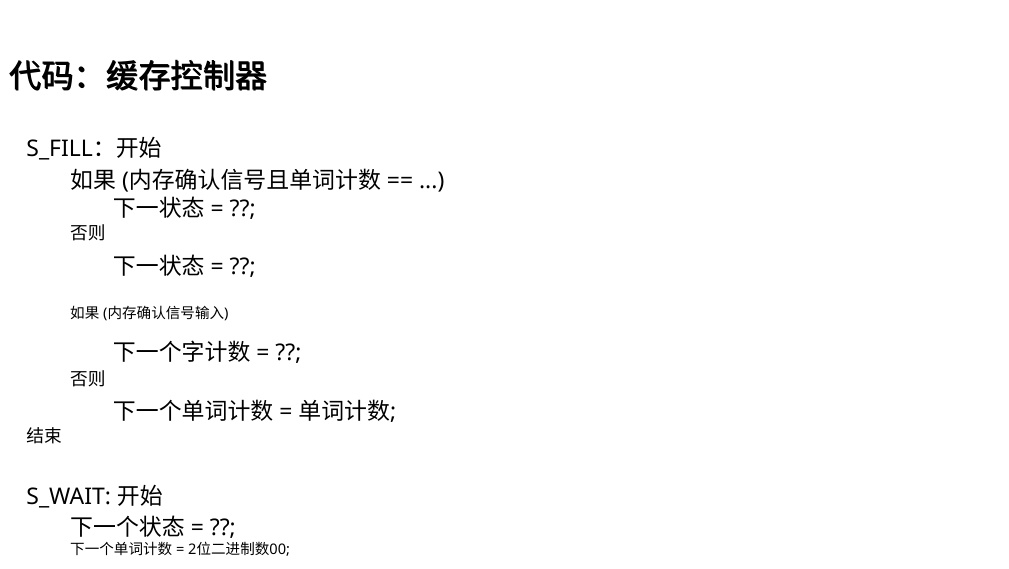 代码：缓存控制器
S_FILL：开始
如果 (内存确认信号且单词计数 == ...)
下一状态 = ??;
否则
下一状态 = ??;
如果 (内存确认信号输入)
下一个字计数 = ??;
否则
下一个单词计数 = 单词计数;
结束
S_WAIT: 开始
下一个状态 = ??;
下一个单词计数 = 2位二进制数00;